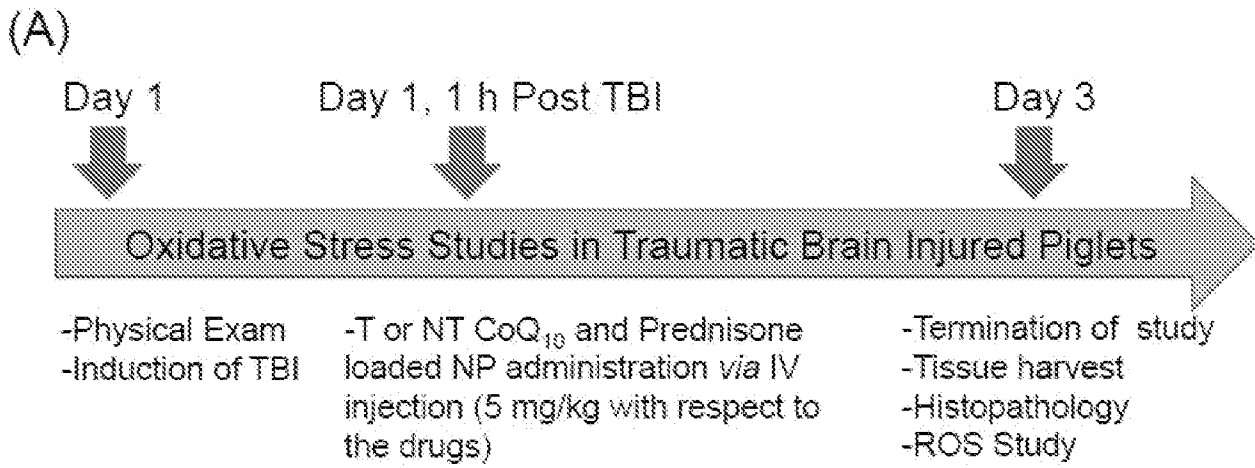 (A)
Day 1
Day 1, 1 h Post TBI
Day 3
Oxidative Stress Studies in Traumatic Brain Injured Piglets
-Physical Exam
-Induction of TBI
-T or NT CoQ₁₀ and Prednisone
loaded NP administration via IV
injection (5 mg/kg with respect to
the drugs)
-Termination of study
-Tissue harvest
-Histopathology
-ROS Study